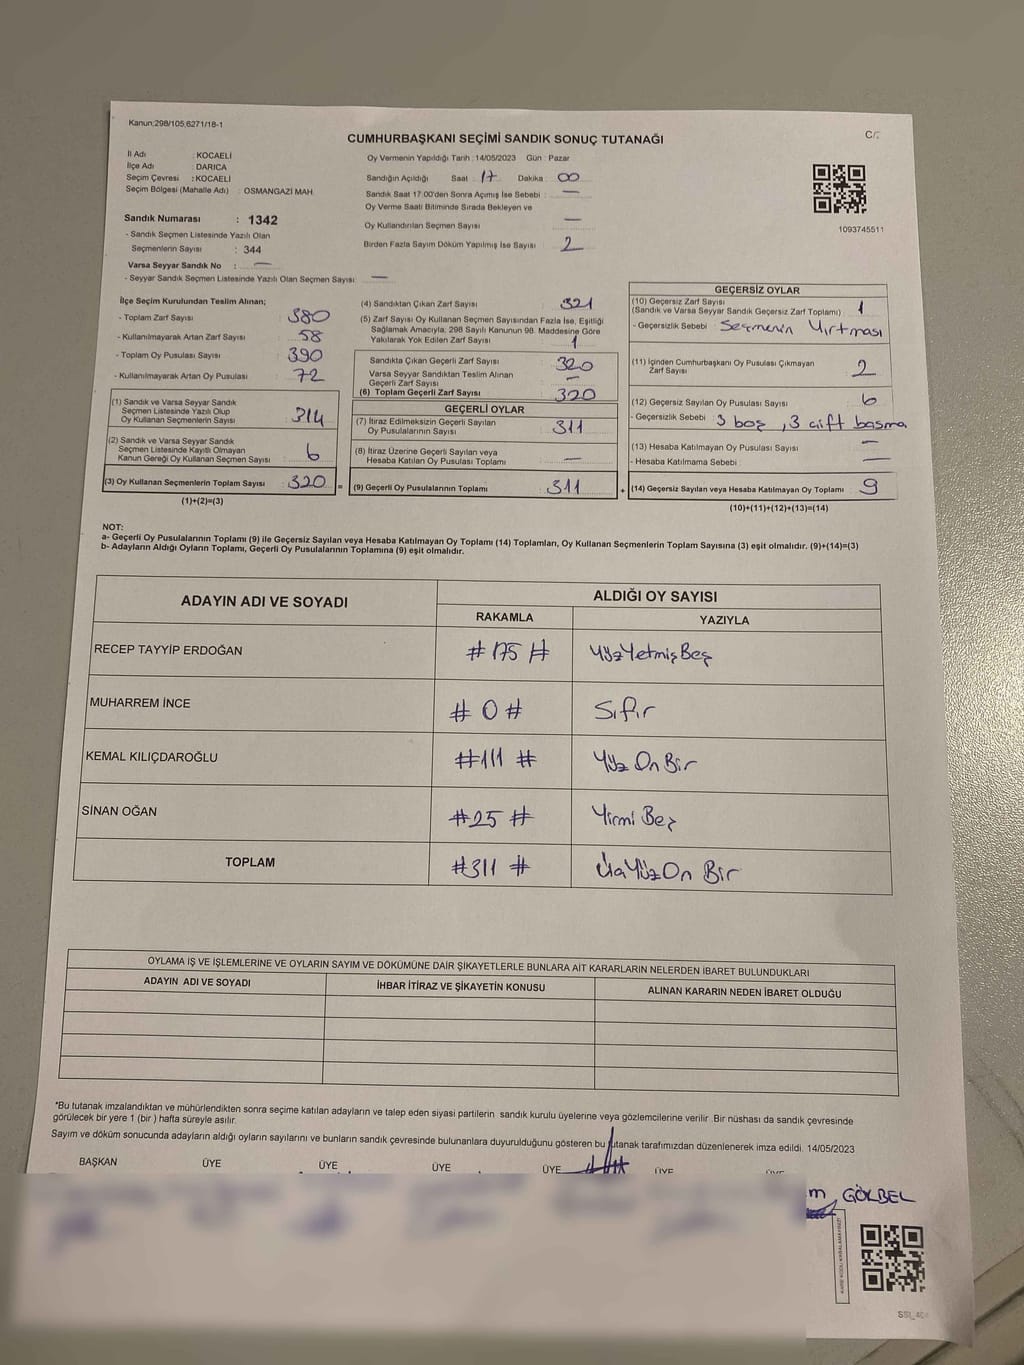 Kanun;298/105;6271/18-1
C/
CUMHURBAŞKANI SEÇİMİ SANDIK SONUÇ TUTANAĞI
İl Adı : KOCAELİ
İlçe Adı : DARICA
Seçim Çevresi : KOCAELİ
Seçim Bölgesi (Mahalle Adı) : OSMANGAZİ MAH.
Sandık Numarası : 1342
- Sandık Seçmen Listesinde Yazılı Olan
Seçmenlerin Sayısı : 344
Varsa Seyyar Sandık No : —
- Seyyar Sandık Seçmen Listesinde Yazılı Olan Seçmen Sayısı : —
Oy Vermenin Yapıldığı Tarih : 14/05/2023 Gün : Pazar
Sandığın Açıldığı Saat : 17 Dakika : 00
Sandık Saat 17:00'den Sonra Açımış İse Sebebi : —
Oy Verme Saati Bitiminde Sırada Bekleyen ve
Oy Kullandırılan Seçmen Sayısı : —
Birden Fazla Sayım Döküm Yapılmış İse Sayısı : 2
1093745511
İlçe Seçim Kurulundan Teslim Alınan;
- Toplam Zarf Sayısı : 380
- Kullanılmayarak Artan Zarf Sayısı : 58
- Toplam Oy Pusulası Sayısı : 390
- Kullanılmayarak Artan Oy Pusulası : 72
(1) Sandık ve Varsa Seyyar Sandık
Seçmen Listesinde Yazılı Olup
Oy Kullanan Seçmenlerin Sayısı : 314
(2) Sandık ve Varsa Seyyar Sandık
Seçmen Listesinde Kayıtlı Olmayan
Kanun Gereği Oy Kullanan Seçmen Sayısı : 6
(3) Oy Kullanan Seçmenlerin Toplam Sayısı : 320
(1)+(2)=(3)
(4) Sandıktan Çıkan Zarf Sayısı : 321
(5) Zarf Sayısı Oy Kullanan Seçmen Sayısından Fazla İse, Eşitliği
Sağlamak Amacıyla; 298 Sayılı Kanunun 98. Maddesine Göre
Yakılarak Yok Edilen Zarf Sayısı : 1
Sandıkta Çıkan Geçerli Zarf Sayısı : 320
Varsa Seyyar Sandıktan Teslim Alınan
Geçerli Zarf Sayısı : —
(6) Toplam Geçerli Zarf Sayısı : 320
GEÇERLİ OYLAR
(7) İtiraz Edilmeksizin Geçerli Sayılan
Oy Pusulalarının Sayısı : 311
(8) İtiraz Üzerine Geçerli Sayılan veya
Hesaba Katılan Oy Pusulası Toplamı : —
= (9) Geçerli Oy Pusulalarının Toplamı : 311
GEÇERSİZ OYLAR
(10) Geçersiz Zarf Sayısı
(Sandık ve Varsa Seyyar Sandık Geçersiz Zarf Toplamı) : 1
- Geçersizlik Sebebi : Seçmenin Yırtması
(11) İçinden Cumhurbaşkanı Oy Pusulası Çıkmayan
Zarf Sayısı : 2
(12) Geçersiz Sayılan Oy Pusulası Sayısı : 6
- Geçersizlik Sebebi : 3 boş, 3 çift basma
(13) Hesaba Katılmayan Oy Pusulası Sayısı : —
- Hesaba Katılmama Sebebi : —
+ (14) Geçersiz Sayılan veya Hesaba Katılmayan Oy Toplamı : 9
(10)+(11)+(12)+(13)=(14)
NOT:
a- Geçerli Oy Pusulalarının Toplamı (9) ile Geçersiz Sayılan veya Hesaba Katılmayan Oy Toplamı (14) Toplamları, Oy Kullanan Seçmenlerin Toplam Sayısına (3) eşit olmalıdır. (9)+(14)=(3)
b- Adayların Aldığı Oyların Toplamı, Geçerli Oy Pusulalarının Toplamına (9) eşit olmalıdır.
ADAYIN ADI VE SOYADI
ALDIĞI OY SAYISI
RAKAMLA YAZIYLA
RECEP TAYYİP ERDOĞAN # 175 # YüzYetmişBeş
MUHARREM İNCE # 0 # Sıfır
KEMAL KILIÇDAROĞLU #111 # Yüz On Bir
SİNAN OĞAN #25 # Yirmi Beş
TOPLAM #311 # ÜçYüzOn Bir
OYLAMA İŞ VE İŞLEMLERİNE VE OYLARIN SAYIM VE DÖKÜMÜNE DAİR ŞİKAYETLERLE BUNLARA AİT KARARLARIN NELERDEN İBARET BULUNDUKLARI
ADAYIN ADI VE SOYADI İHBAR İTİRAZ VE ŞİKAYETİN KONUSU ALINAN KARARIN NEDEN İBARET OLDUĞU
*Bu tutanak imzalandıktan ve mühürlendikten sonra seçime katılan adayların ve talep eden siyasi partilerin sandık kurulu üyelerine veya gözlemcilerine verilir. Bir nüshası da sandık çevresinde
görülecek bir yere 1 (bir) hafta süreyle asılır.
Sayım ve döküm sonucunda adayların aldığı oyların sayılarını ve bunların sandık çevresinde bulunanlara duyurulduğunu gösteren bu tutanak tarafımızdan düzenlenerek imza edildi. 14/05/2023
BAŞKAN ÜYE ÜYE ÜYE ÜYE ÜYE
GÖLBEL